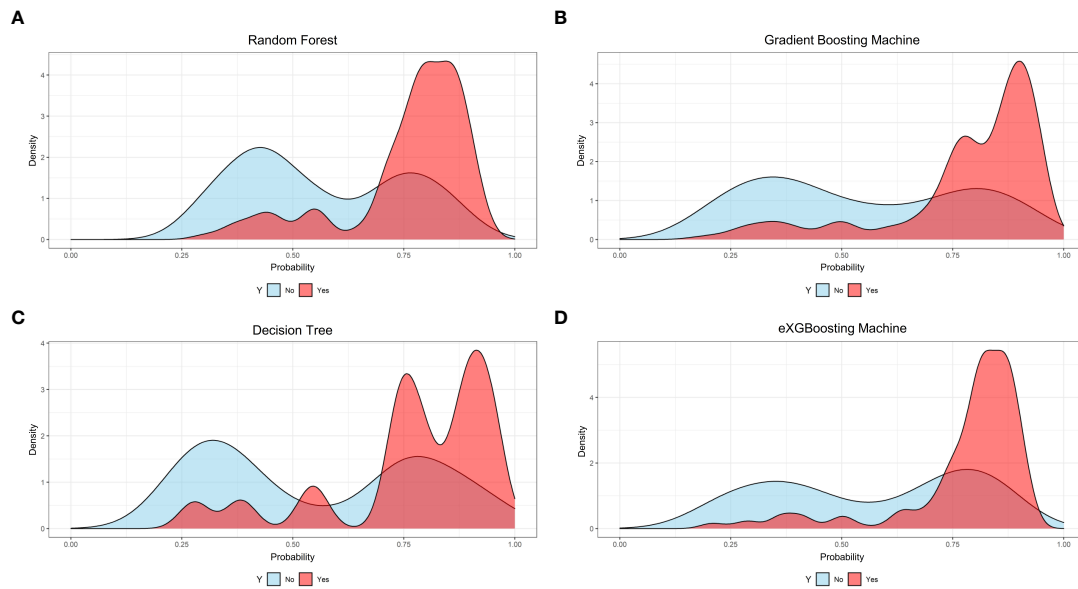 A
Random Forest
Density
4
3
2
1
0
0.00 0.25 0.50 0.75 1.00
Probability
Y No Yes
B
Gradient Boosting Machine
Density
4
3
2
1
0
0.00 0.25 0.50 0.75 1.00
Probability
Y No Yes
C
Decision Tree
Density
4
3
2
1
0
0.00 0.25 0.50 0.75 1.00
Probability
Y No Yes
D
eXGBoosting Machine
Density
4
2
0
0.00 0.25 0.50 0.75 1.00
Probability
Y No Yes